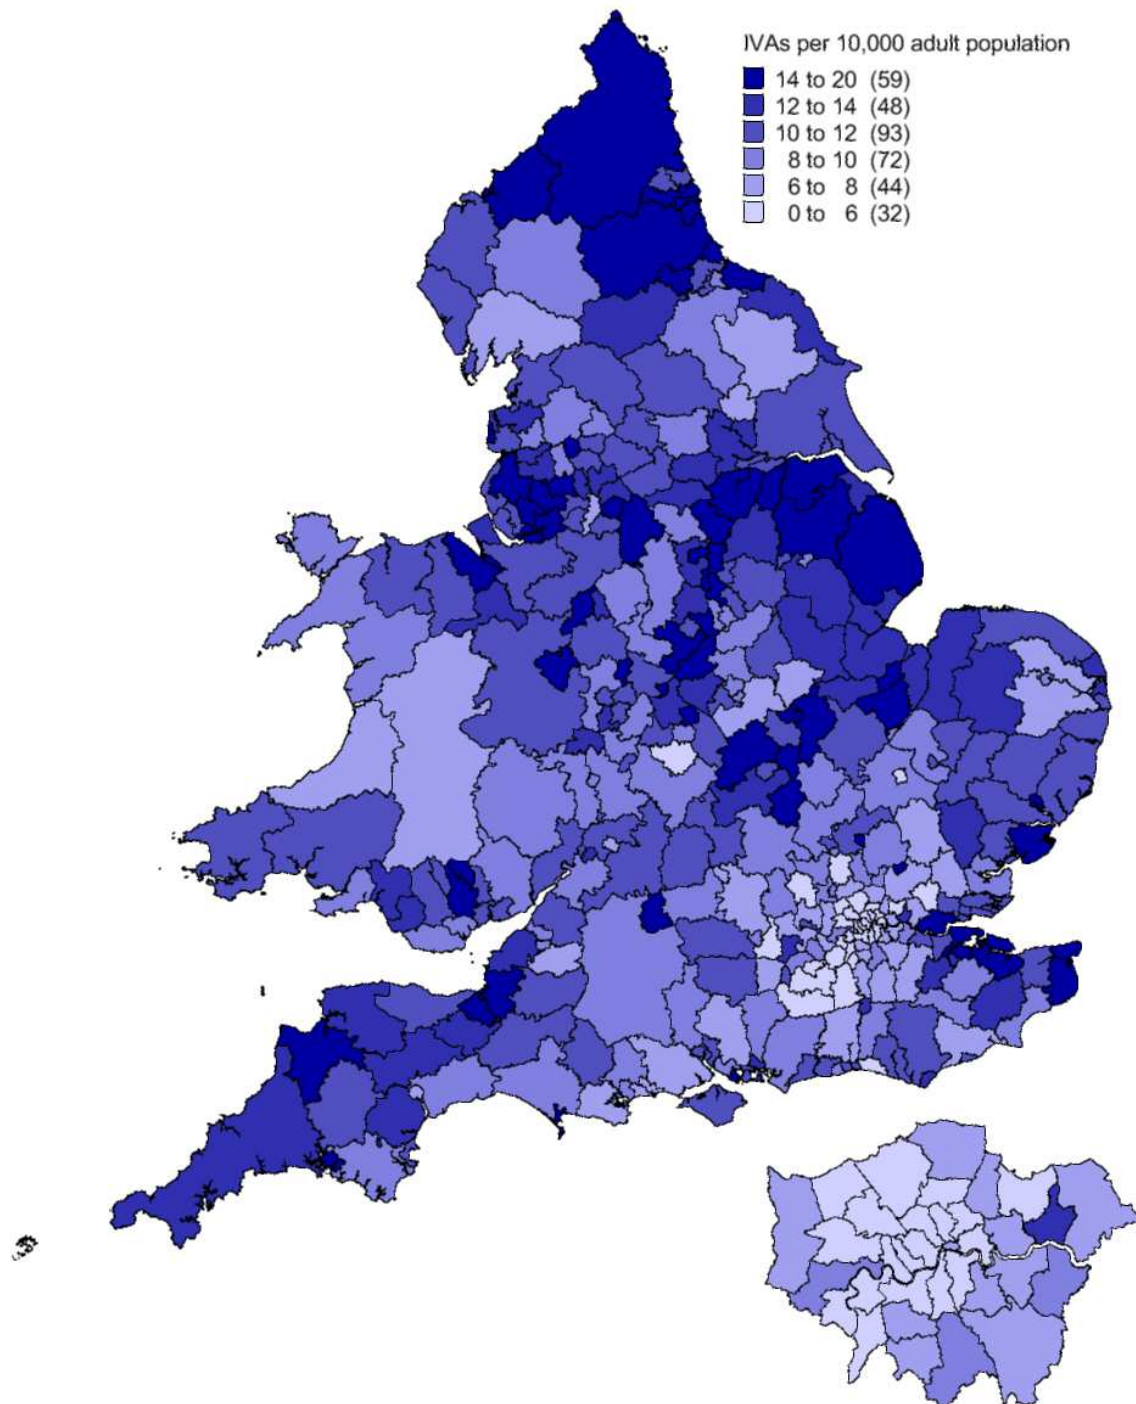 IVAs per 10,000 adult population
14 to 20 (59)
12 to 14 (48)
10 to 12 (93)
8 to 10 (72)
6 to 8 (44)
0 to 6 (32)